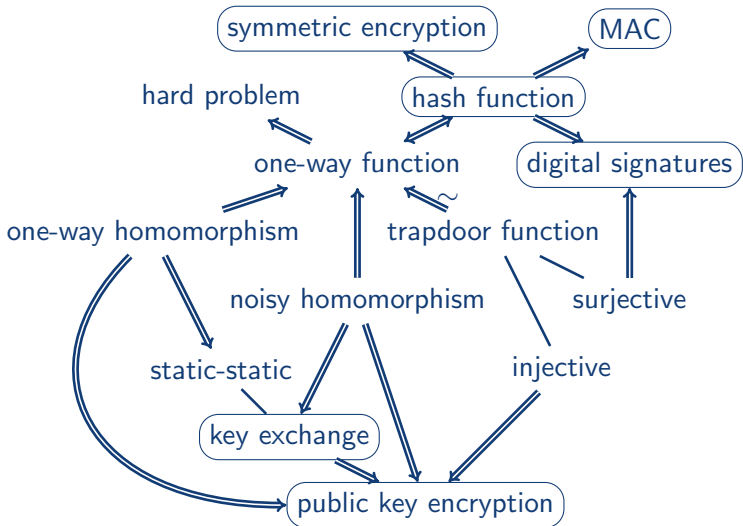 symmetric encryption
MAC
hard problem
hash function
one-way function
digital signatures
∼
one-way homomorphism
trapdoor function
noisy homomorphism
surjective
static-static
injective
key exchange
public key encryption